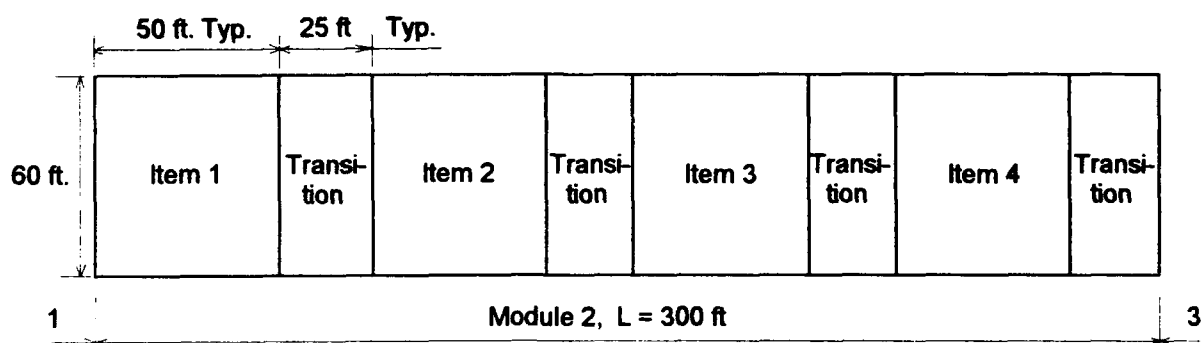 50 ft. Typ. 25 ft Typ.
60 ft.
Item 1
Transi-
tion
Item 2
Transi-
tion
Item 3
Transi-
tion
Item 4
Transi-
tion
1 Module 2, L = 300 ft 3